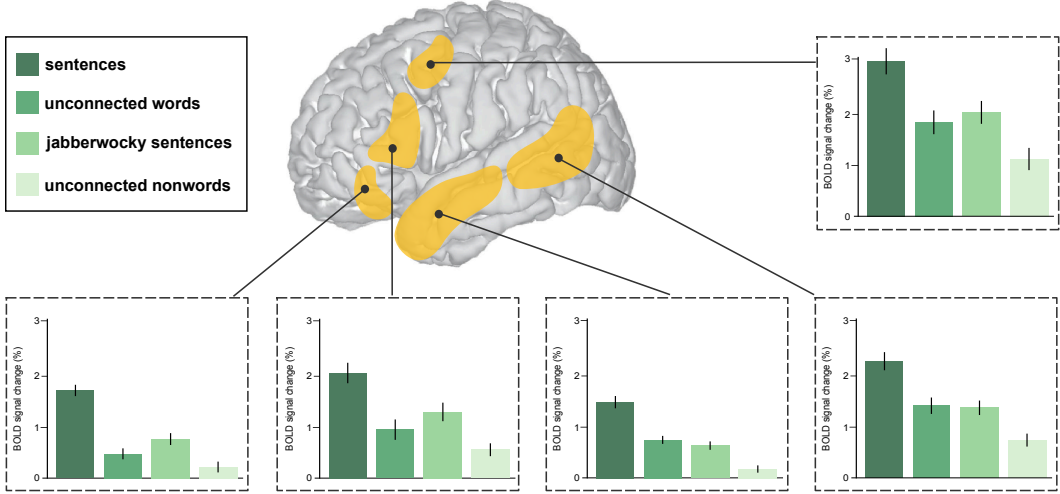 sentences
unconnected words
jabberwocky sentences
unconnected nonwords
BOLD signal change (%)
3
2
1
0
BOLD signal change (%)
3
2
1
0
BOLD signal change (%)
3
2
1
0
BOLD signal change (%)
3
2
1
0
BOLD signal change (%)
3
2
1
0